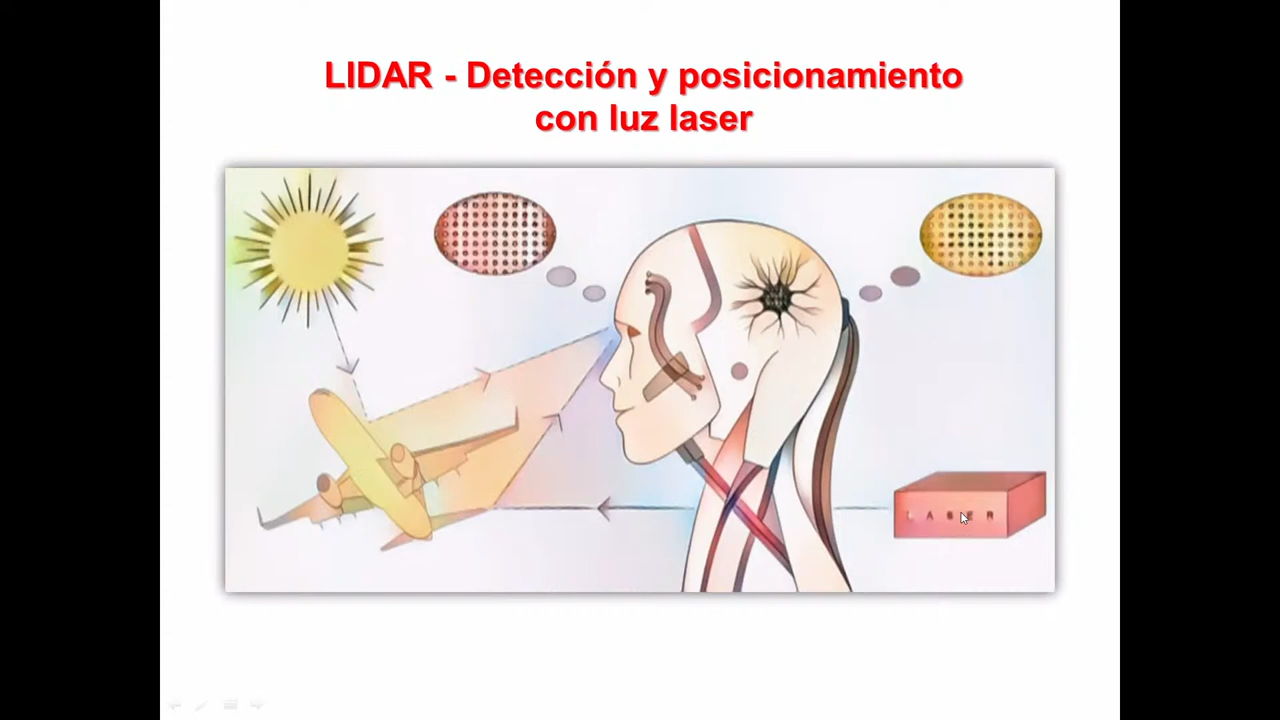 LIDAR - Detección y posicionamiento
con luz laser
L A S E R